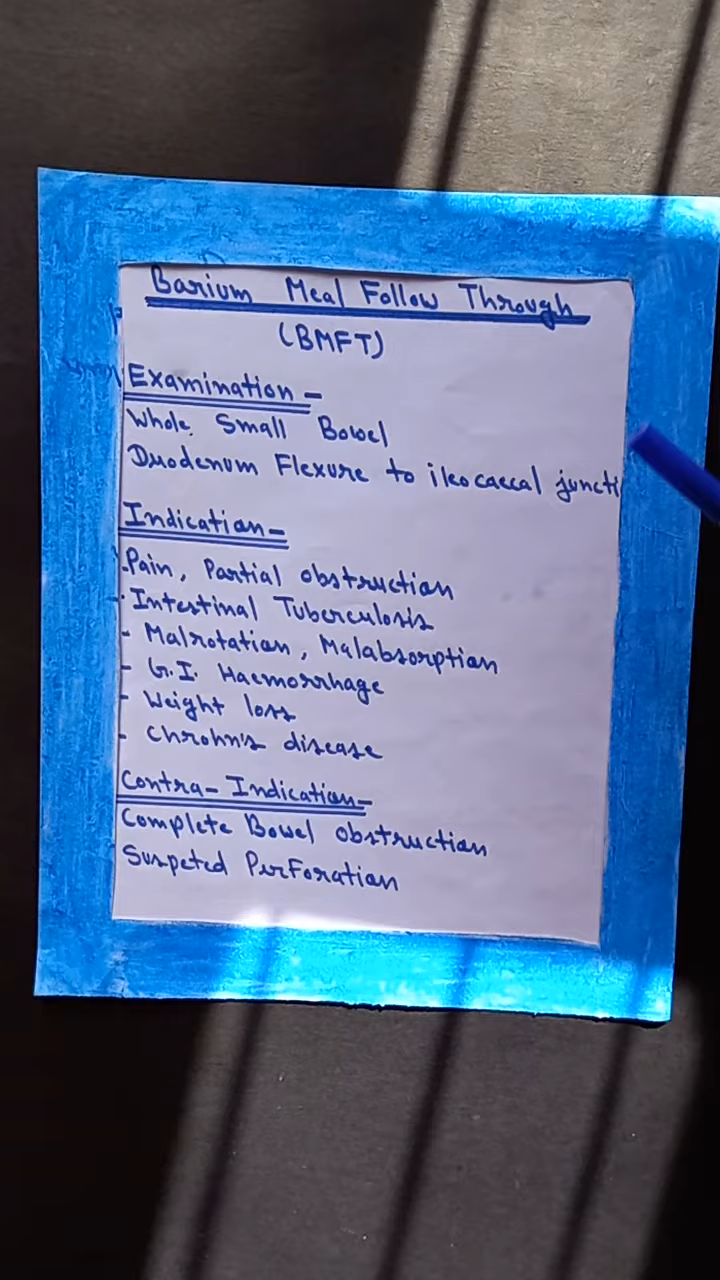 Barium Meal Follow Through
(BMFT)
Examination -
Whole Small Bowel
Duodenum Flexure to ileocaecal juncti
Indication -
. Pain, Partial obstruction
. Intestinal Tuberculosis
- Malrotation, Malabsorption
- G.I. Haemorrhage
- Weight loss
- Chrohn's disease
Contra- Indication -
Complete Bowel obstruction
Suspeted Perforation